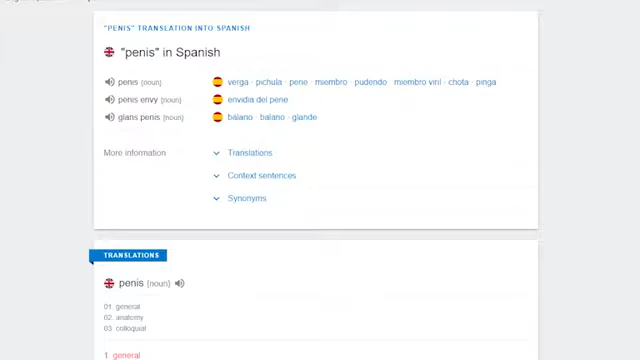 "PENIS" TRANSLATION INTO SPANISH
"penis" in Spanish
penis {noun} verga · pichula · pene · miembro · pudendo · miembro viril · chota · pinga
penis envy {noun} envidia del pene
glans penis {noun} bálano · balano · glande
More information Translations
Context sentences
Synonyms
TRANSLATIONS
penis {noun}
01. general
02. anatomy
03. colloquial
1. general